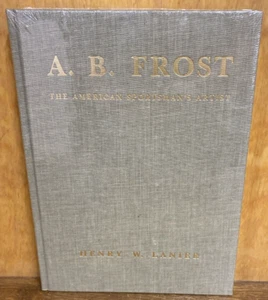 A. B. FROST
THE AMERICAN SPORTSMAN'S ARTIST
HENRY W. LANIER